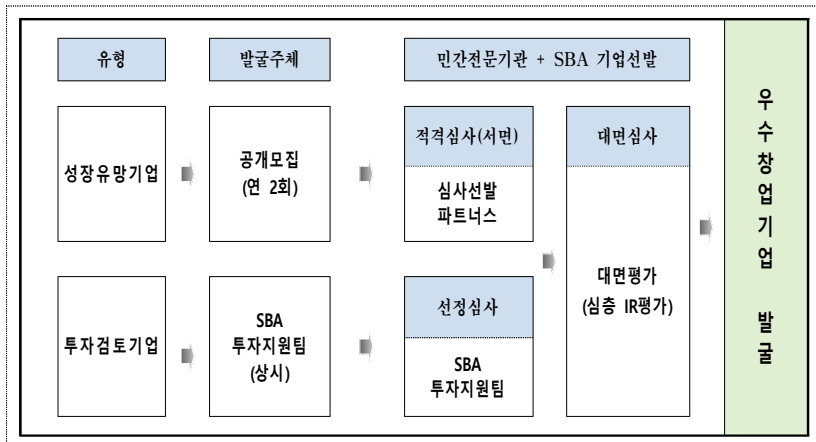 유형
발굴주체
민간전문기관 + SBA 기업선발
성장유망기업
공개모집
(연 2회)
적격심사(서면)
심사선발
파트너스
대면심사
대면평가
(심층 IR평가)
투자검토기업
SBA
투자지원팀
(상시)
선정심사
SBA
투자지원팀
우수창업기업 발굴